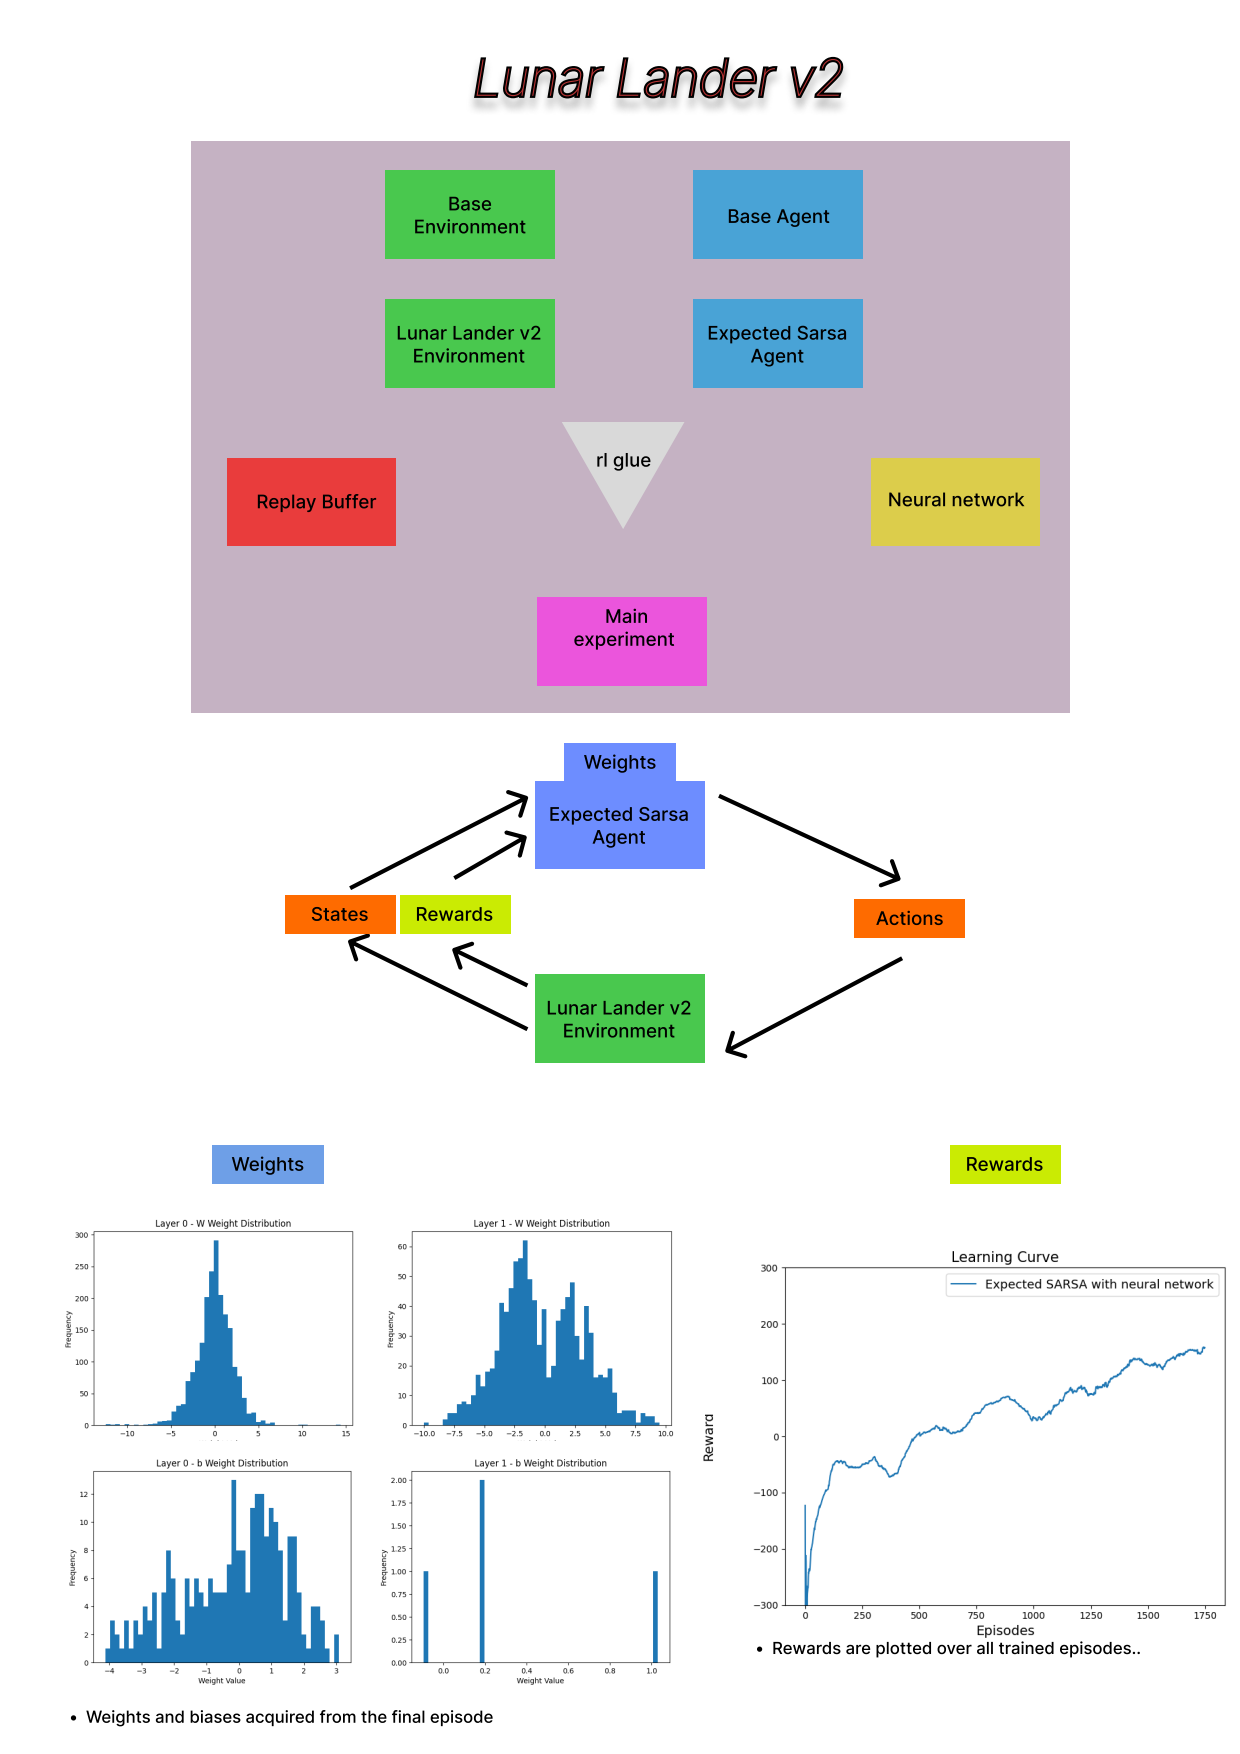 Lunar Lander v2
Base
Environment
Base Agent
Lunar Lander v2
Environment
Expected Sarsa
Agent
rl glue
Replay Buffer
Neural network
Main
experiment
Weights
Expected Sarsa
Agent
States
Rewards
Actions
Lunar Lander v2
Environment
Weights
Rewards
Layer 0 - W Weight Distribution
300
250
200
150
100
50
0
Frequency
−10
−5
0
5
10
15
Layer 1 - W Weight Distribution
60
50
40
30
20
10
0
Frequency
−10.0
−7.5
−5.0
−2.5
0.0
2.5
5.0
7.5
10.0
Layer 0 - b Weight Distribution
12
10
8
6
4
2
0
Frequency
−4
−3
−2
−1
0
1
2
3
Weight Value
Layer 1 - b Weight Distribution
2.00
1.75
1.50
1.25
1.00
0.75
0.50
0.25
0.00
Frequency
0.0
0.2
0.4
0.6
0.8
1.0
Weight Value
• Weights and biases acquired from the final episode
Learning Curve
Expected SARSA with neural network
300
200
100
0
−100
−200
−300
Reward
0
250
500
750
1000
1250
1500
1750
Episodes
• Rewards are plotted over all trained episodes..